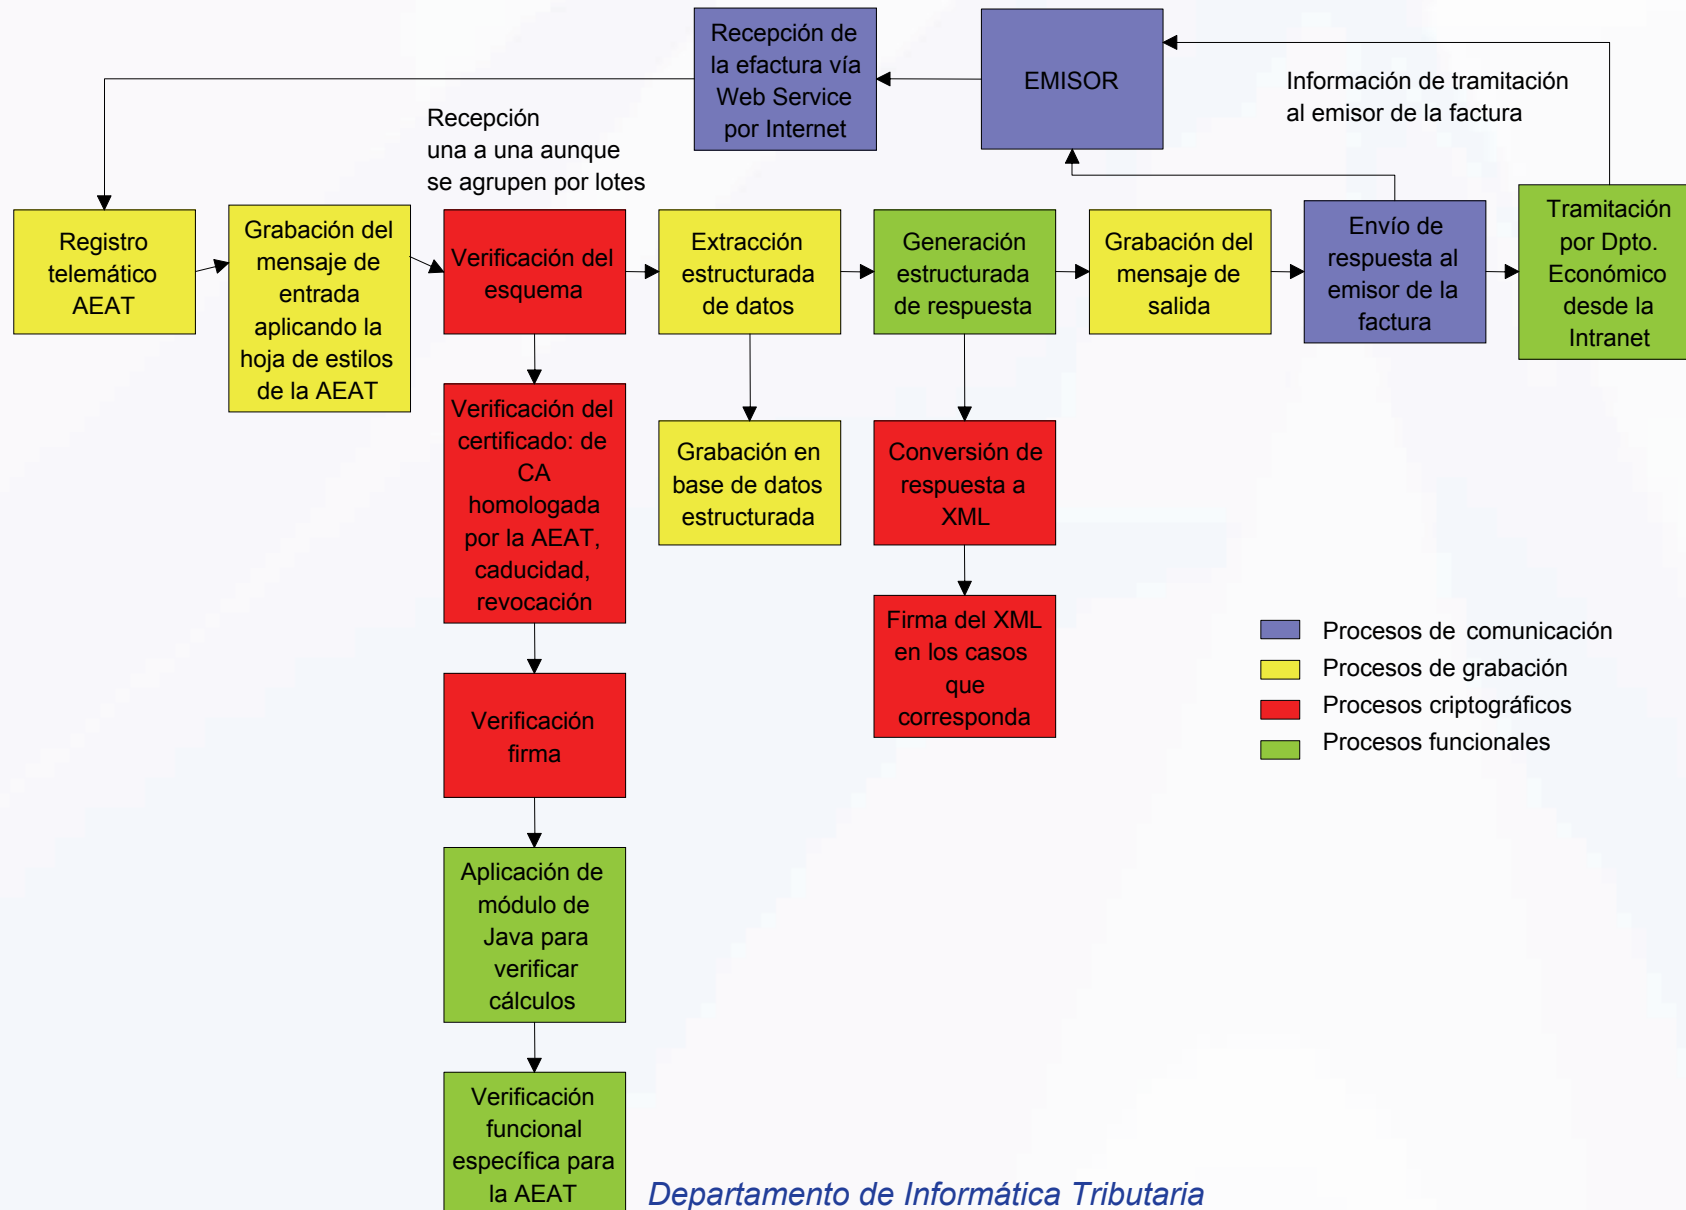 Recepción de
la efactura vía
Web Service
por Internet
EMISOR
Información de tramitación
al emisor de la factura
Recepción
una a una aunque
se agrupen por lotes
Registro
telemático
AEAT
Grabación del
mensaje de
entrada
aplicando la
hoja de estilos
de la AEAT
Verificación del
esquema
Extracción
estructurada
de datos
Generación
estructurada
de respuesta
Grabación del
mensaje de
salida
Envío de
respuesta al
emisor de la
factura
Tramitación
por Dpto.
Económico
desde la
Intranet
Verificación del
certificado: de
CA
homologada
por la AEAT,
caducidad,
revocación
Grabación en
base de datos
estructurada
Conversión de
respuesta a
XML
Firma del XML
en los casos
que
corresponda
Verificación
firma
Aplicación de
módulo de
Java para
verificar
cálculos
Verificación
funcional
específica para
la AEAT
Procesos de comunicación
Procesos de grabación
Procesos criptográficos
Procesos funcionales
Departamento de Informática Tributaria